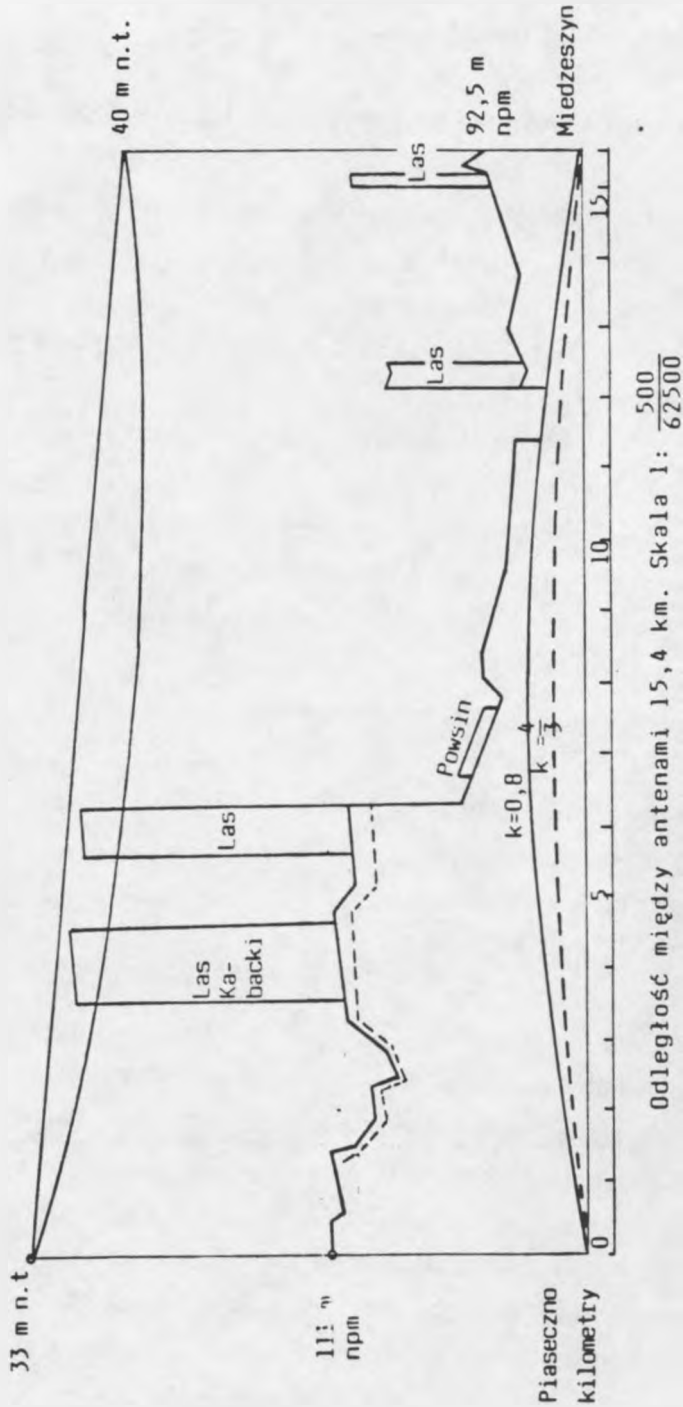 33 m n.t
40 m n.t.
Las
Ka-
backi
Las
Powsin
Las
Las
npm
92,5 m
npm
k=0,8
k = 4/3
Piaseczno
Miedzeszyn
kilometry
0
5
10
15
Odległość między antenami 15,4 km. Skala 1: 500/62500